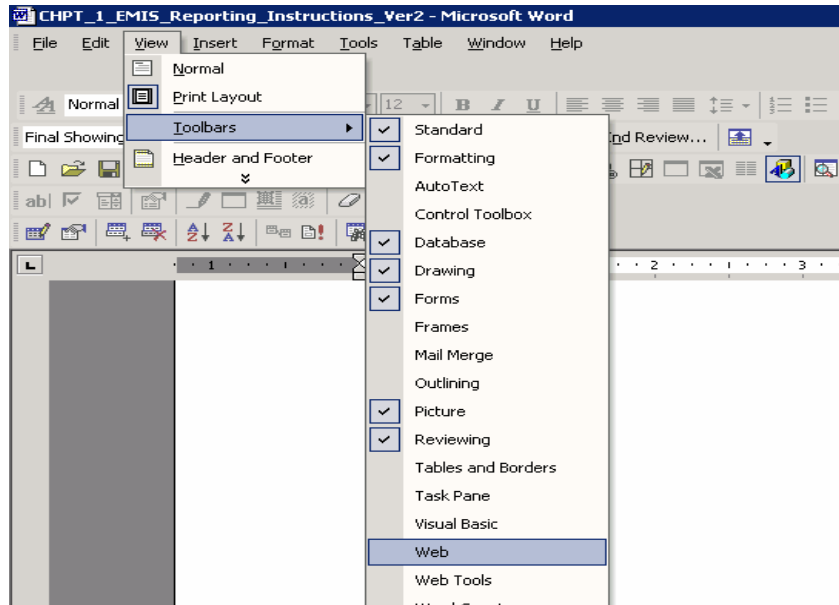 CHPT_1_EMIS_Reporting_Instructions_Ver2 - Microsoft Word
File Edit View Insert Format Tools Table Window Help
Normal
Print Layout
Toolbars
Header and Footer
Normal 12 B I U
Final Showing End Review...
ab|
Standard
Formatting
AutoText
Control Toolbox
Database
Drawing
Forms
Frames
Mail Merge
Outlining
Picture
Reviewing
Tables and Borders
Task Pane
Visual Basic
Web
Web Tools
L
1 2 3